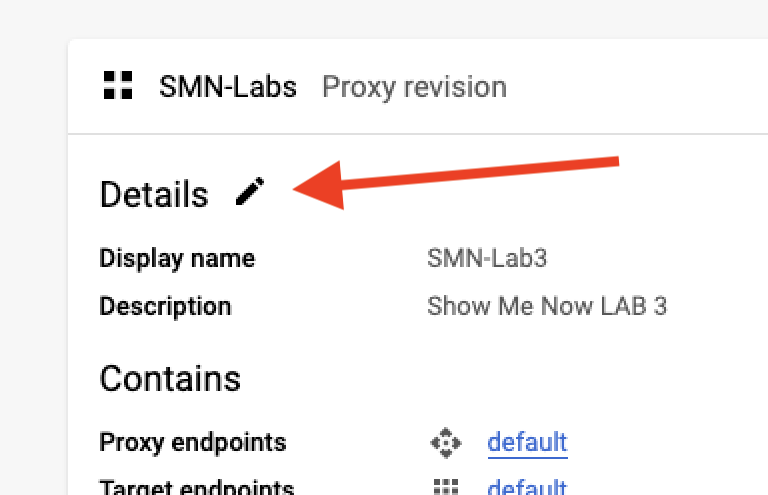 SMN-Labs Proxy revision
Details
Display name SMN-Lab3
Description Show Me Now LAB 3
Contains
Proxy endpoints default
Target endpoints default